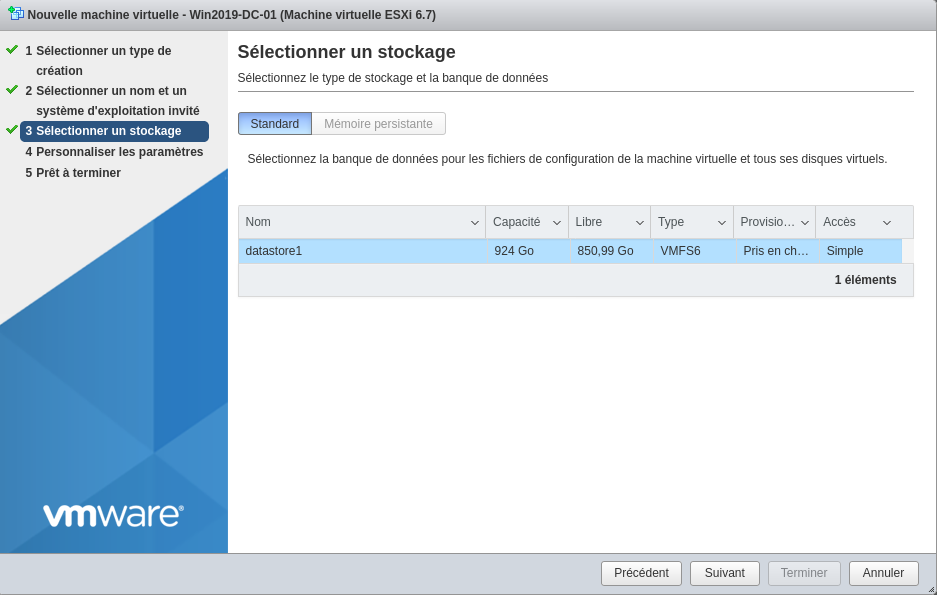 Nouvelle machine virtuelle - Win2019-DC-01 (Machine virtuelle ESXi 6.7)
1 Sélectionner un type de
création
2 Sélectionner un nom et un
système d'exploitation invité
3 Sélectionner un stockage
4 Personnaliser les paramètres
5 Prêt à terminer
vmware®
Sélectionner un stockage
Sélectionnez le type de stockage et la banque de données
Standard Mémoire persistante
Sélectionnez la banque de données pour les fichiers de configuration de la machine virtuelle et tous ses disques virtuels.
Nom Capacité Libre Type Provisio... Accès
datastore1 924 Go 850,99 Go VMFS6 Pris en ch... Simple
1 éléments
Précédent Suivant Terminer Annuler